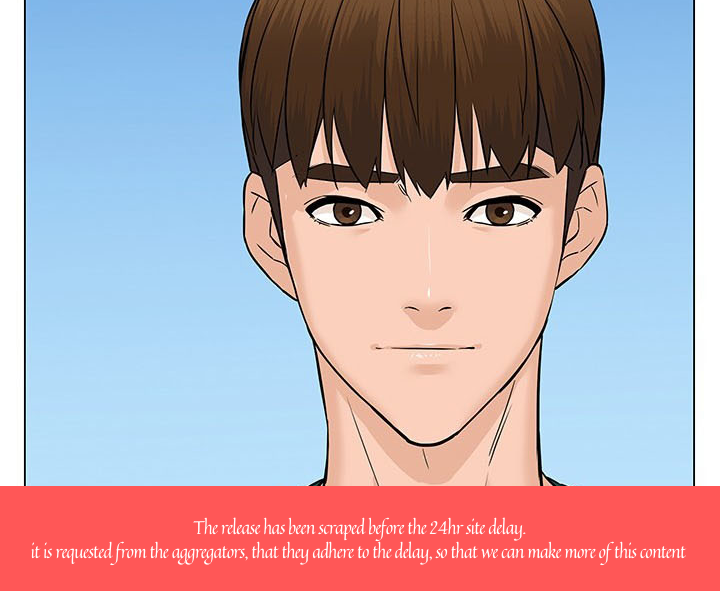 The release has been scraped before the 24hr site delay.
it is requested from the aggregators, that they adhere to the delay, so that we can make more of this content